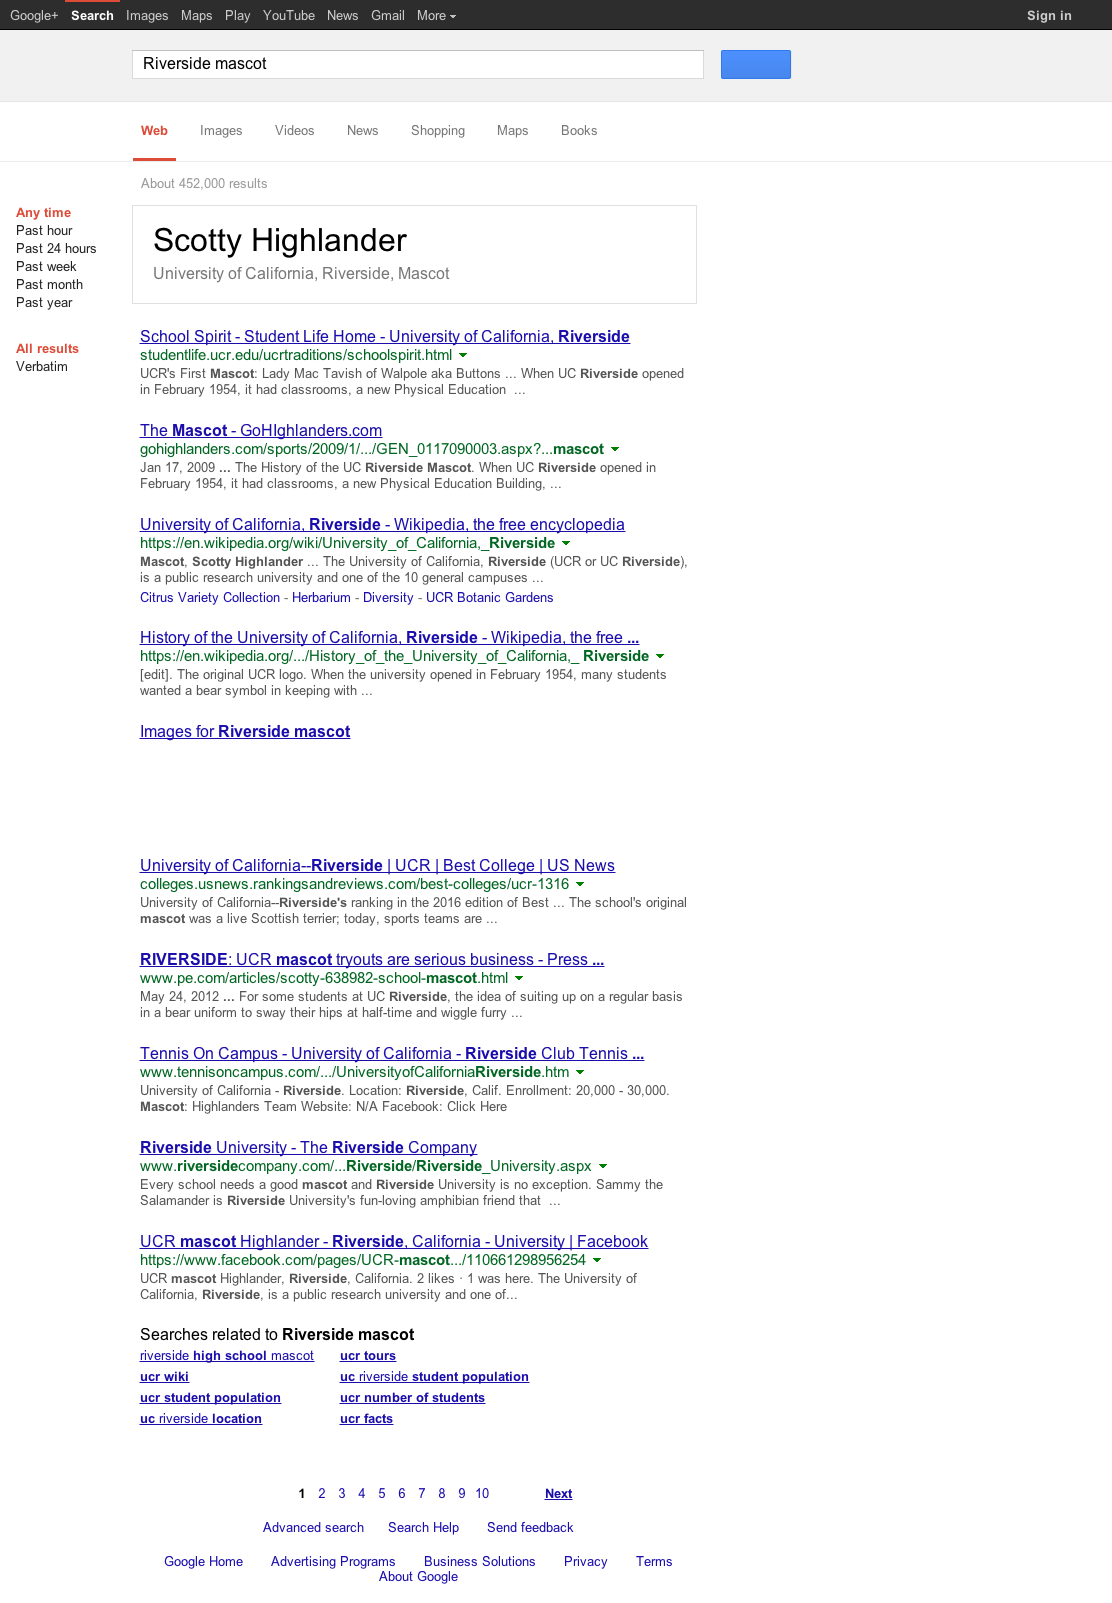 Google+ Search Images Maps Play YouTube News Gmail More Sign in
Riverside mascot
Web Images Videos News Shopping Maps Books
About 452,000 results
Any time
Past hour
Past 24 hours
Past week
Past month
Past year
All results
Verbatim
Scotty Highlander
University of California, Riverside, Mascot
School Spirit - Student Life Home - University of California, Riverside
studentlife.ucr.edu/ucrtraditions/schoolspirit.html
UCR's First Mascot: Lady Mac Tavish of Walpole aka Buttons ... When UC Riverside opened
in February 1954, it had classrooms, a new Physical Education ...
The Mascot - GoHIghlanders.com
gohighlanders.com/sports/2009/1/.../GEN_0117090003.aspx?...mascot
Jan 17, 2009 ... The History of the UC Riverside Mascot. When UC Riverside opened in
February 1954, it had classrooms, a new Physical Education Building, ...
University of California, Riverside - Wikipedia, the free encyclopedia
https://en.wikipedia.org/wiki/University_of_California,_Riverside
Mascot, Scotty Highlander ... The University of California, Riverside (UCR or UC Riverside),
is a public research university and one of the 10 general campuses ...
Citrus Variety Collection - Herbarium - Diversity - UCR Botanic Gardens
History of the University of California, Riverside - Wikipedia, the free ...
https://en.wikipedia.org/.../History_of_the_University_of_California,_ Riverside
[edit]. The original UCR logo. When the university opened in February 1954, many students
wanted a bear symbol in keeping with ...
Images for Riverside mascot
University of California--Riverside | UCR | Best College | US News
colleges.usnews.rankingsandreviews.com/best-colleges/ucr-1316
University of California--Riverside's ranking in the 2016 edition of Best ... The school's original
mascot was a live Scottish terrier; today, sports teams are ...
RIVERSIDE: UCR mascot tryouts are serious business - Press ...
www.pe.com/articles/scotty-638982-school-mascot.html
May 24, 2012 ... For some students at UC Riverside, the idea of suiting up on a regular basis
in a bear uniform to sway their hips at half-time and wiggle furry ...
Tennis On Campus - University of California - Riverside Club Tennis ...
www.tennisoncampus.com/.../UniversityofCaliforniaRiverside.htm
University of California - Riverside. Location: Riverside, Calif. Enrollment: 20,000 - 30,000.
Mascot: Highlanders Team Website: N/A Facebook: Click Here
Riverside University - The Riverside Company
www.riversidecompany.com/...Riverside/Riverside_University.aspx
Every school needs a good mascot and Riverside University is no exception. Sammy the
Salamander is Riverside University's fun-loving amphibian friend that ...
UCR mascot Highlander - Riverside, California - University | Facebook
https://www.facebook.com/pages/UCR-mascot.../110661298956254
UCR mascot Highlander, Riverside, California. 2 likes · 1 was here. The University of
California, Riverside, is a public research university and one of...
Searches related to Riverside mascot
riverside high school mascot ucr tours
ucr wiki uc riverside student population
ucr student population ucr number of students
uc riverside location ucr facts
1 2 3 4 5 6 7 8 9 10 Next
Advanced search Search Help Send feedback
Google Home Advertising Programs Business Solutions Privacy Terms
About Google